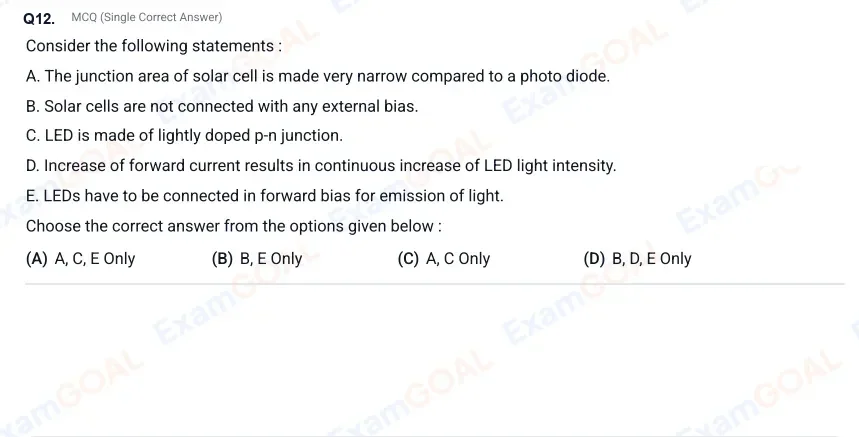 Q12. MCQ (Single Correct Answer)
Consider the following statements :
A. The junction area of solar cell is made very narrow compared to a photo diode.
B. Solar cells are not connected with any external bias.
C. LED is made of lightly doped p-n junction.
D. Increase of forward current results in continuous increase of LED light intensity.
E. LEDs have to be connected in forward bias for emission of light.
Choose the correct answer from the options given below :
(A) A, C, E Only (B) B, E Only (C) A, C Only (D) B, D, E Only
ExamGOAL
ExamGOAL